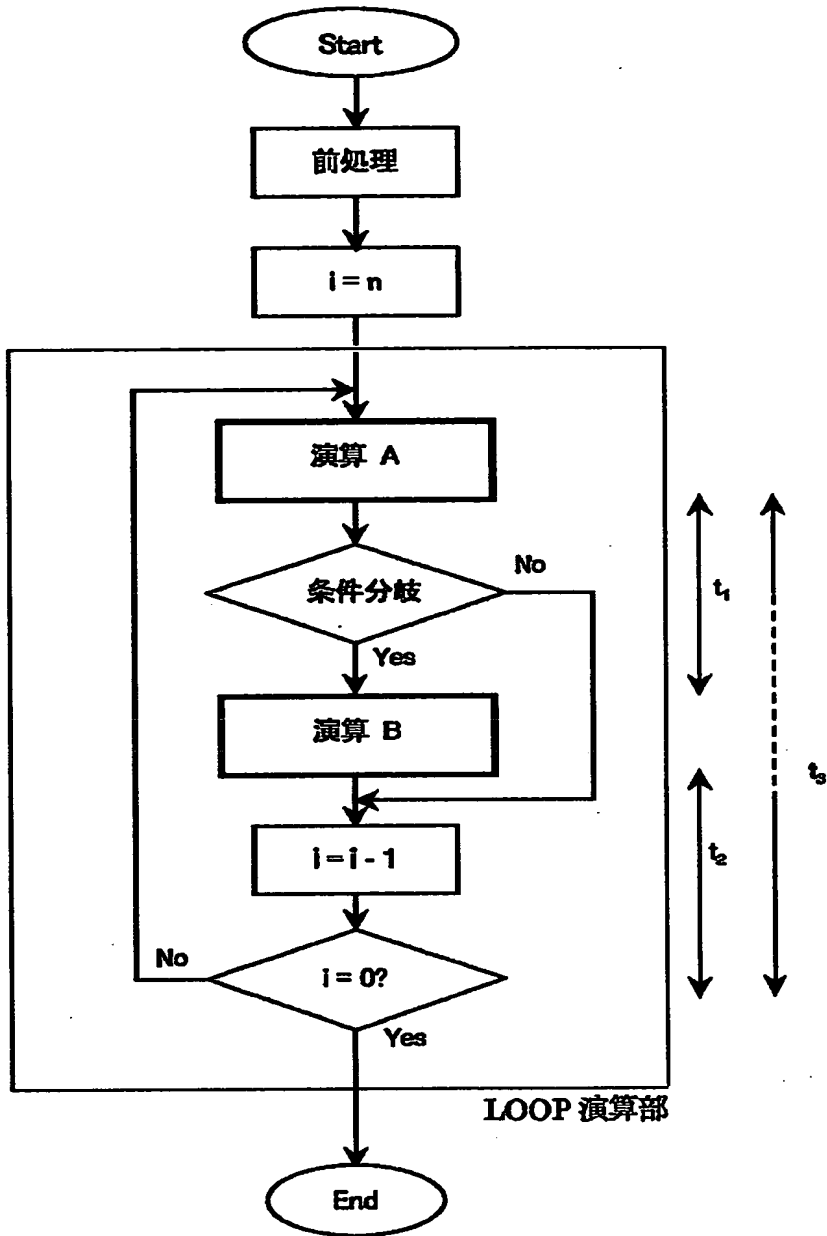 Start
前処理
i = n
演算 A
条件分岐
No
Yes
t₁
演算 B
t₃
t₂
i = i - 1
No
i = 0?
Yes
LOOP 演算部
End